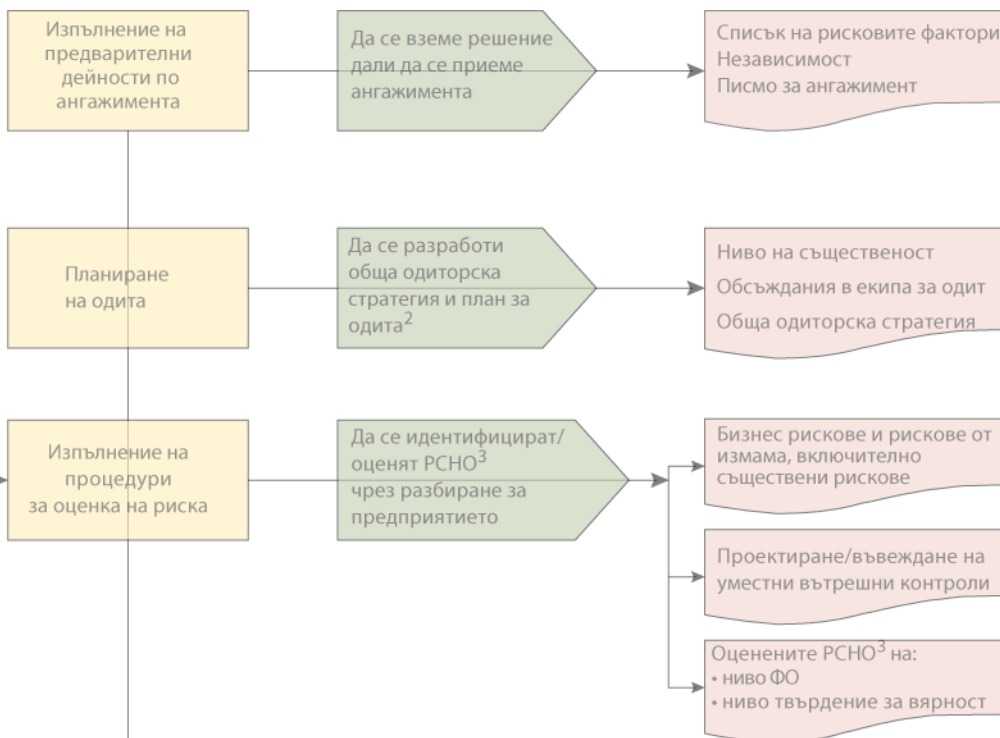 Изпълнение на
предварителни
дейности по
ангажимента
Да се вземе решение
дали да се приеме
ангажимента
Списък на рисковите фактори
Независимост
Писмо за ангажимент
Планиране
на одита
Да се разработи
обща одиторска
стратегия и план за
одита²
Ниво на същественост
Обсъждания в екипа за одит
Обща одиторска стратегия
Изпълнение на
процедури
за оценка на риска
Да се идентифицират/
оценят РСНО³
чрез разбиране за
предприятието
Бизнес рискове и рискове от
измама, включително
съществени рискове
Проектиране/въвеждане на
уместни вътрешни контроли
Оценените РСНО³ на:
• ниво ФО
• ниво твърдение за вярност